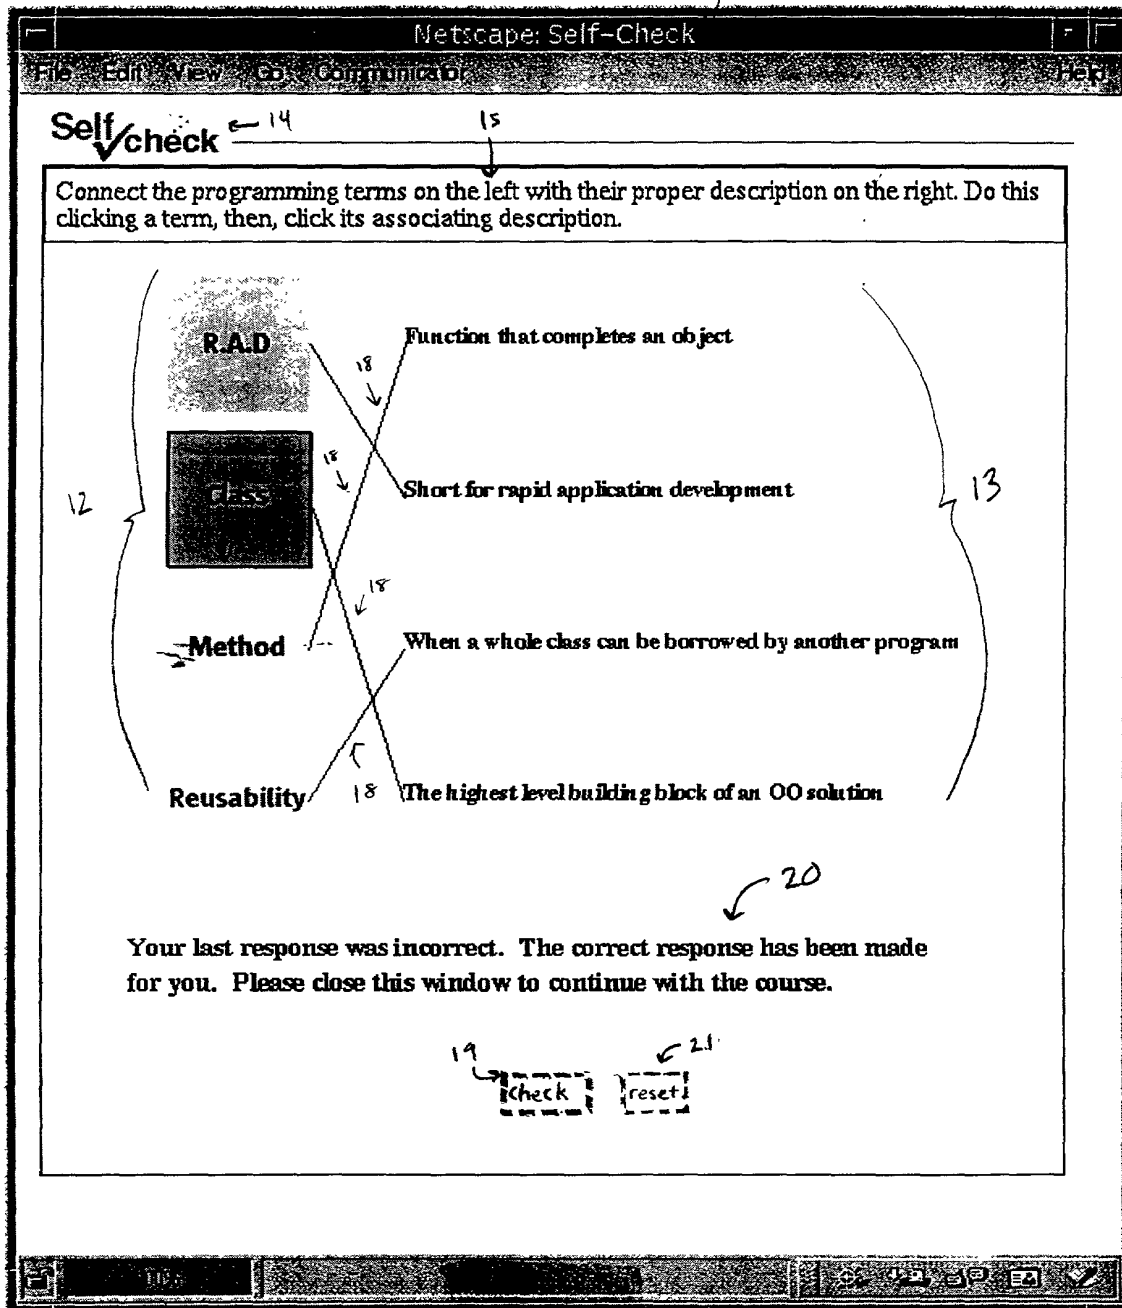 Netscape: Self-Check
File Edit View Go Communicator Help
Self check 14
15
Connect the programming terms on the left with their proper description on the right. Do this
clicking a term, then, click its associating description.
R.A.D
Function that completes an object
18
Class
18
Short for rapid application development
12
13
18
Method
When a whole class can be borrowed by another program
Reusability
18
The highest level building block of an OO solution
20
Your last response was incorrect. The correct response has been made
for you. Please close this window to continue with the course.
19
21
check
reset